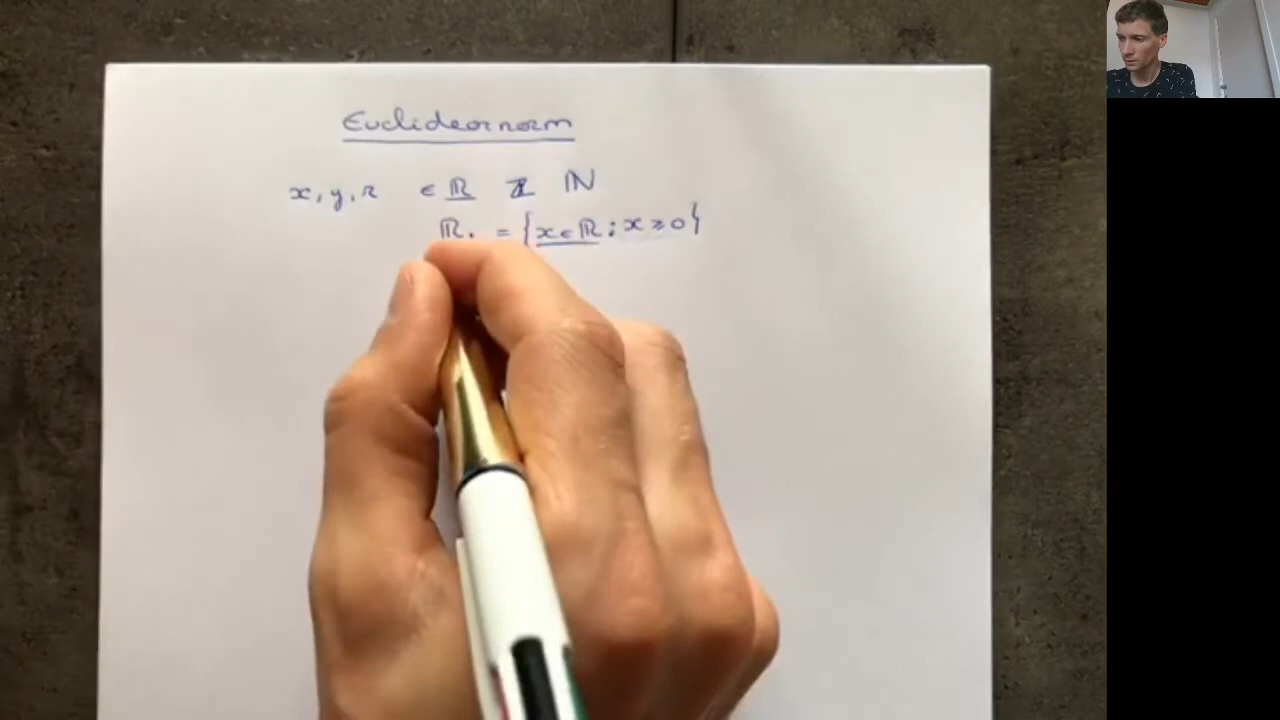 Euclidean norm
x, y, r ∈ ℝ ℤ ℕ
ℝ₊ = {x∈ℝ : x ≥ 0}